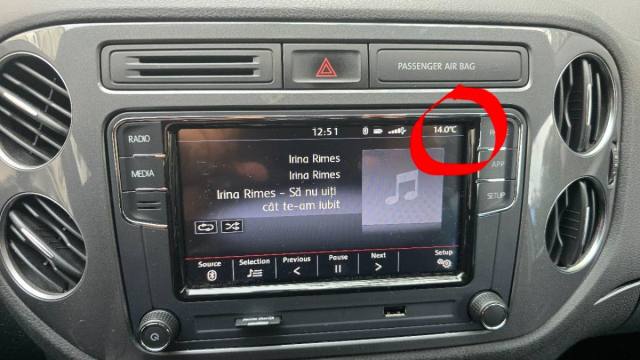 PASSENGER AIR BAG
12:51
14.0°C
RADIO
MEDIA
Irina Rimes
Irina Rimes
Irina Rimes - Să nu uiți
cât te-am iubit
APP
SETUP
Source
Selection
Previous
Pause
Next
Setup